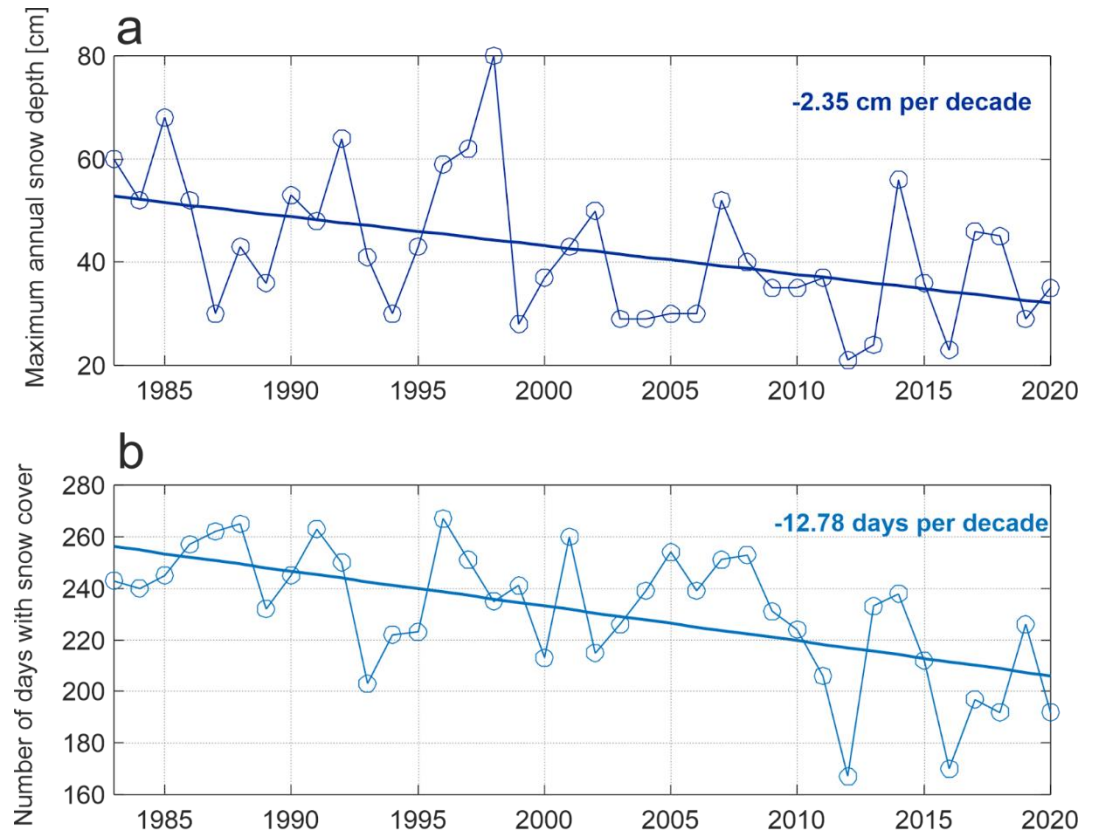 a
Maximum annual snow depth [cm]
80
60
40
20
-2.35 cm per decade
1985 1990 1995 2000 2005 2010 2015 2020
b
Number of days with snow cover
280
260
240
220
200
180
160
-12.78 days per decade
1985 1990 1995 2000 2005 2010 2015 2020